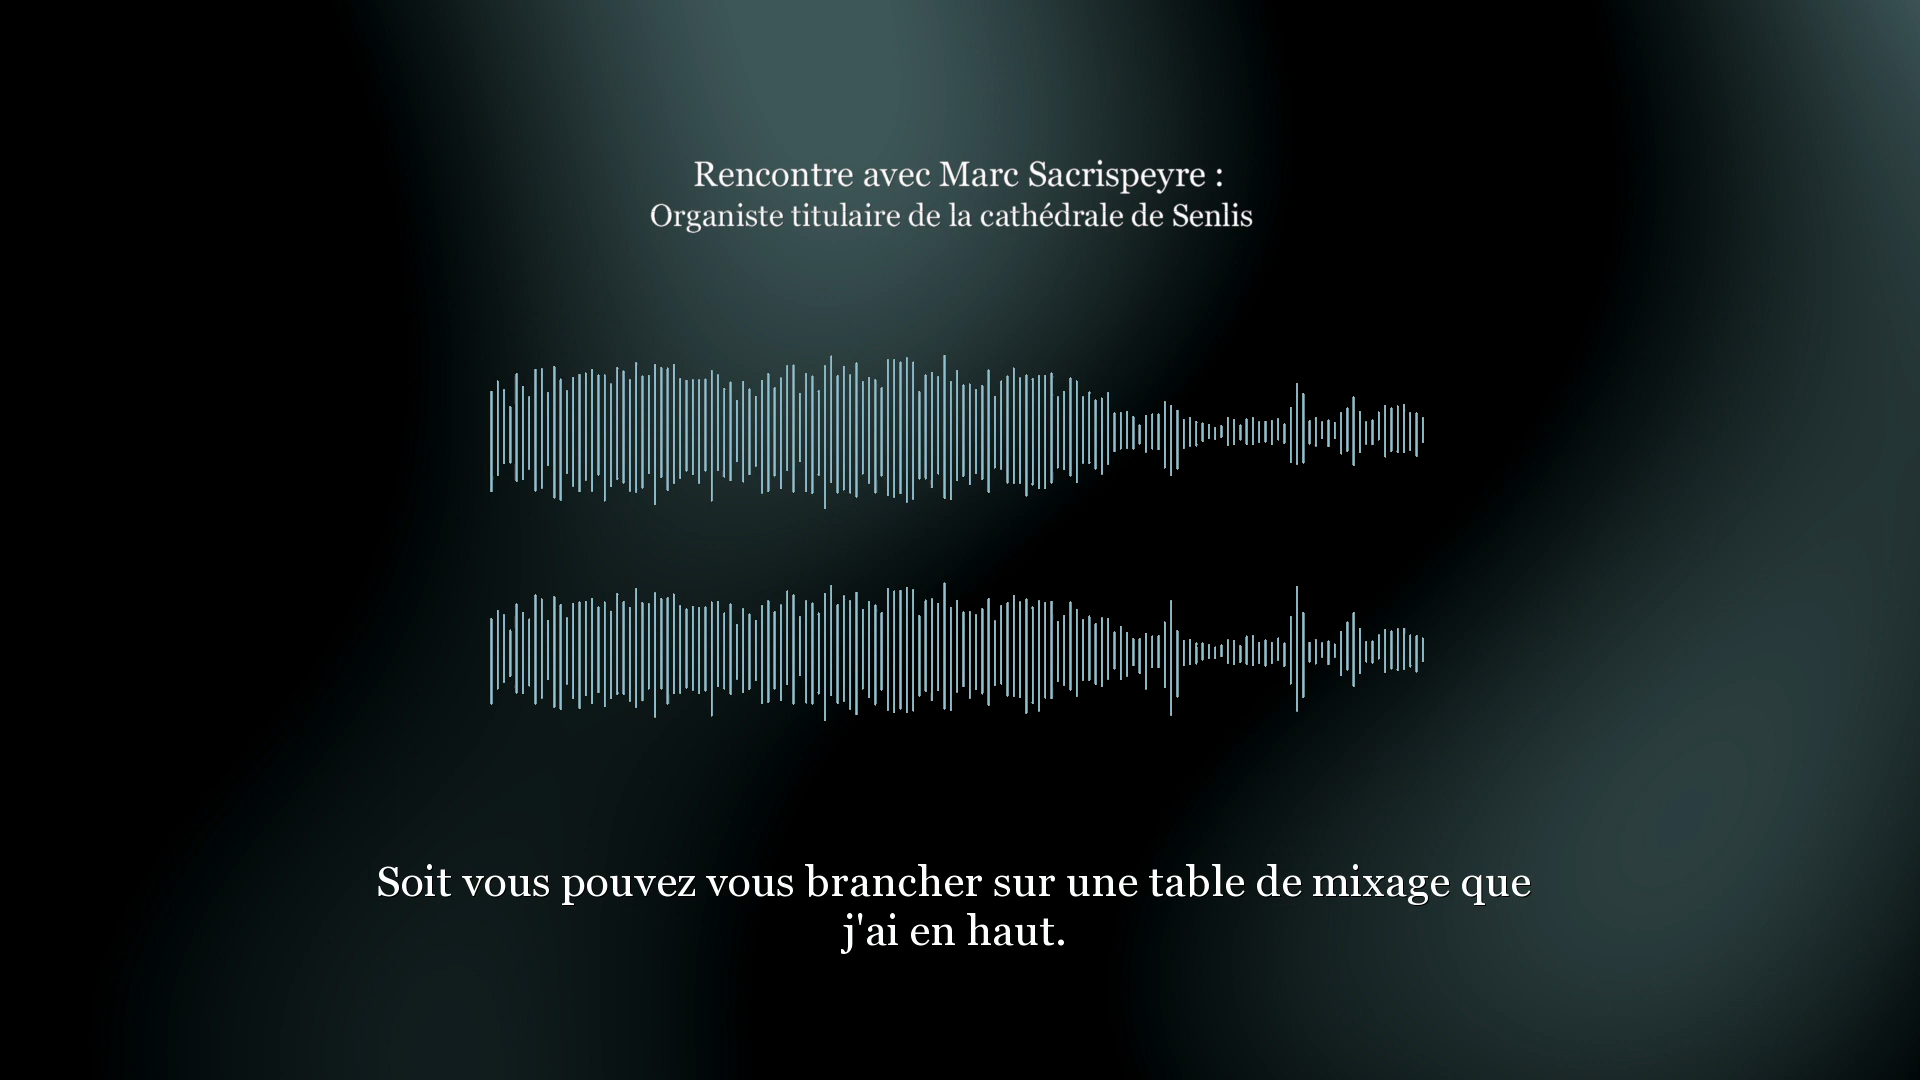 Rencontre avec Marc Sacrispeyre :
Organiste titulaire de la cathédrale de Senlis
Soit vous pouvez vous brancher sur une table de mixage que
j'ai en haut.